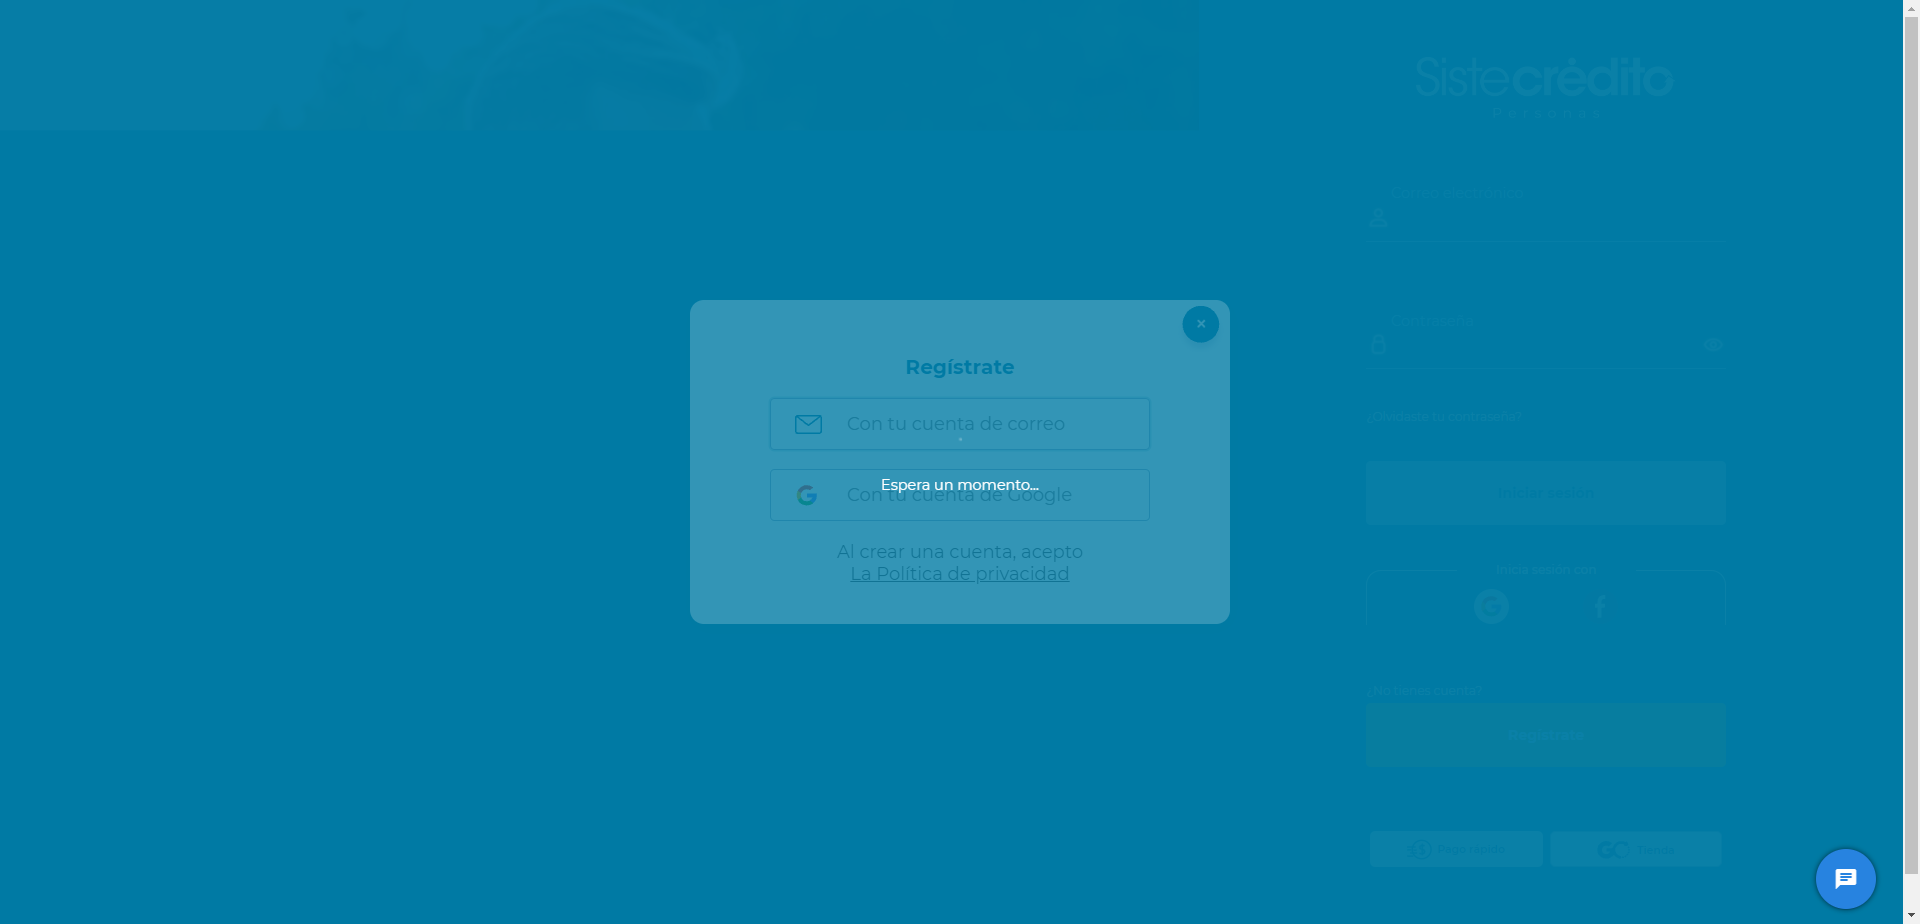 Sistecrédito
Personas
Correo electrónico
Contraseña
¿Olvidaste tu contraseña?
Iniciar sesión
Inicia sesión con
¿No tienes cuenta?
Regístrate
Pago rápido
Tienda
×
Regístrate
Con tu cuenta de correo
Espera un momento...
Con tu cuenta de Google
Al crear una cuenta, acepto
La Política de privacidad